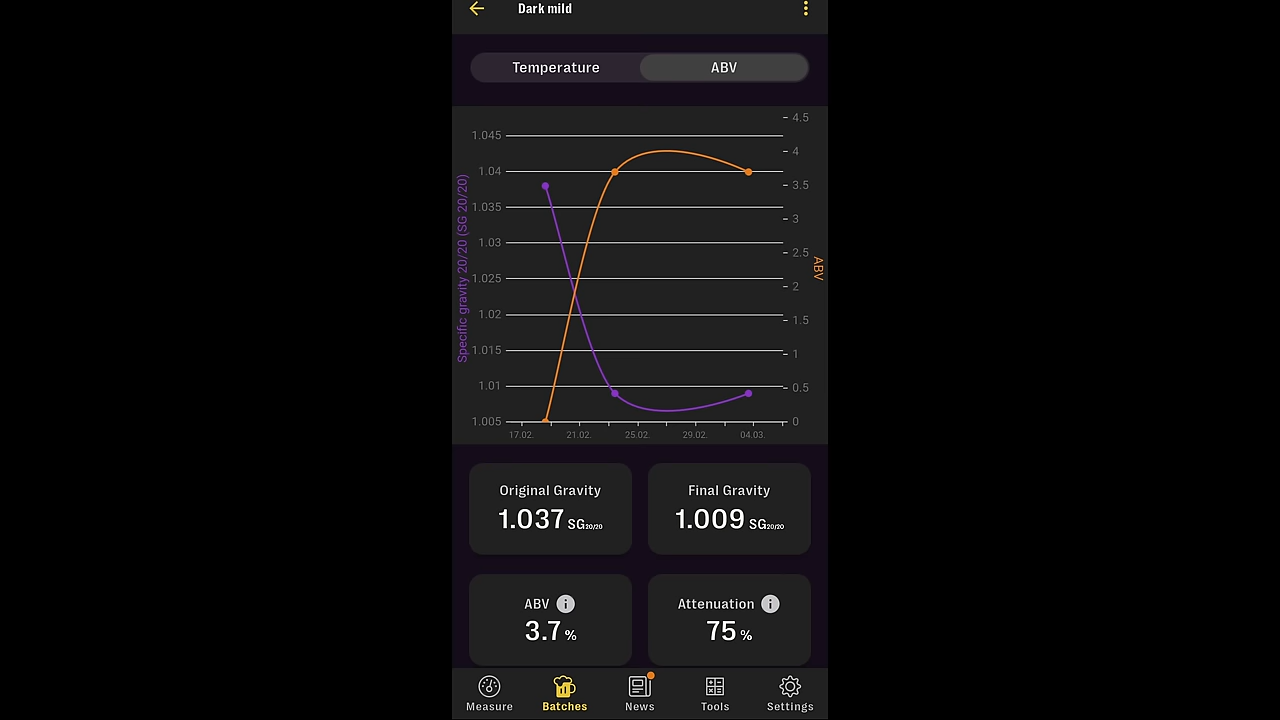 Dark mild
Temperature ABV
4.5
1.045
4
1.04
3.5
1.035
3
1.03
2.5
1.025
2
1.02
1.5
1.015
1
1.01
0.5
1.005
0
Specific gravity 20/20 (SG 20/20)
ABV
17.02. 21.02. 25.02. 29.02. 04.03.
Original Gravity Final Gravity
1.037 SG20/20 1.009 SG20/20
ABV i Attenuation i
3.7 % 75 %
Measure Batches News Tools Settings